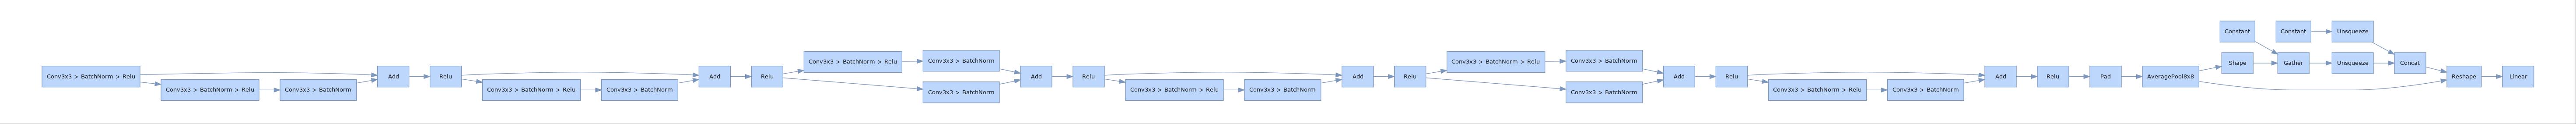 Conv3x3 > BatchNorm > Relu
Conv3x3 > BatchNorm > Relu
Conv3x3 > BatchNorm
Add
Relu
Conv3x3 > BatchNorm > Relu
Conv3x3 > BatchNorm
Add
Relu
Conv3x3 > BatchNorm > Relu
Conv3x3 > BatchNorm
Conv3x3 > BatchNorm
Add
Relu
Conv3x3 > BatchNorm > Relu
Conv3x3 > BatchNorm
Add
Relu
Conv3x3 > BatchNorm > Relu
Conv3x3 > BatchNorm
Conv3x3 > BatchNorm
Add
Relu
Conv3x3 > BatchNorm > Relu
Conv3x3 > BatchNorm
Add
Relu
Pad
AveragePool8x8
Constant
Constant
Unsqueeze
Shape
Gather
Unsqueeze
Concat
Reshape
Linear